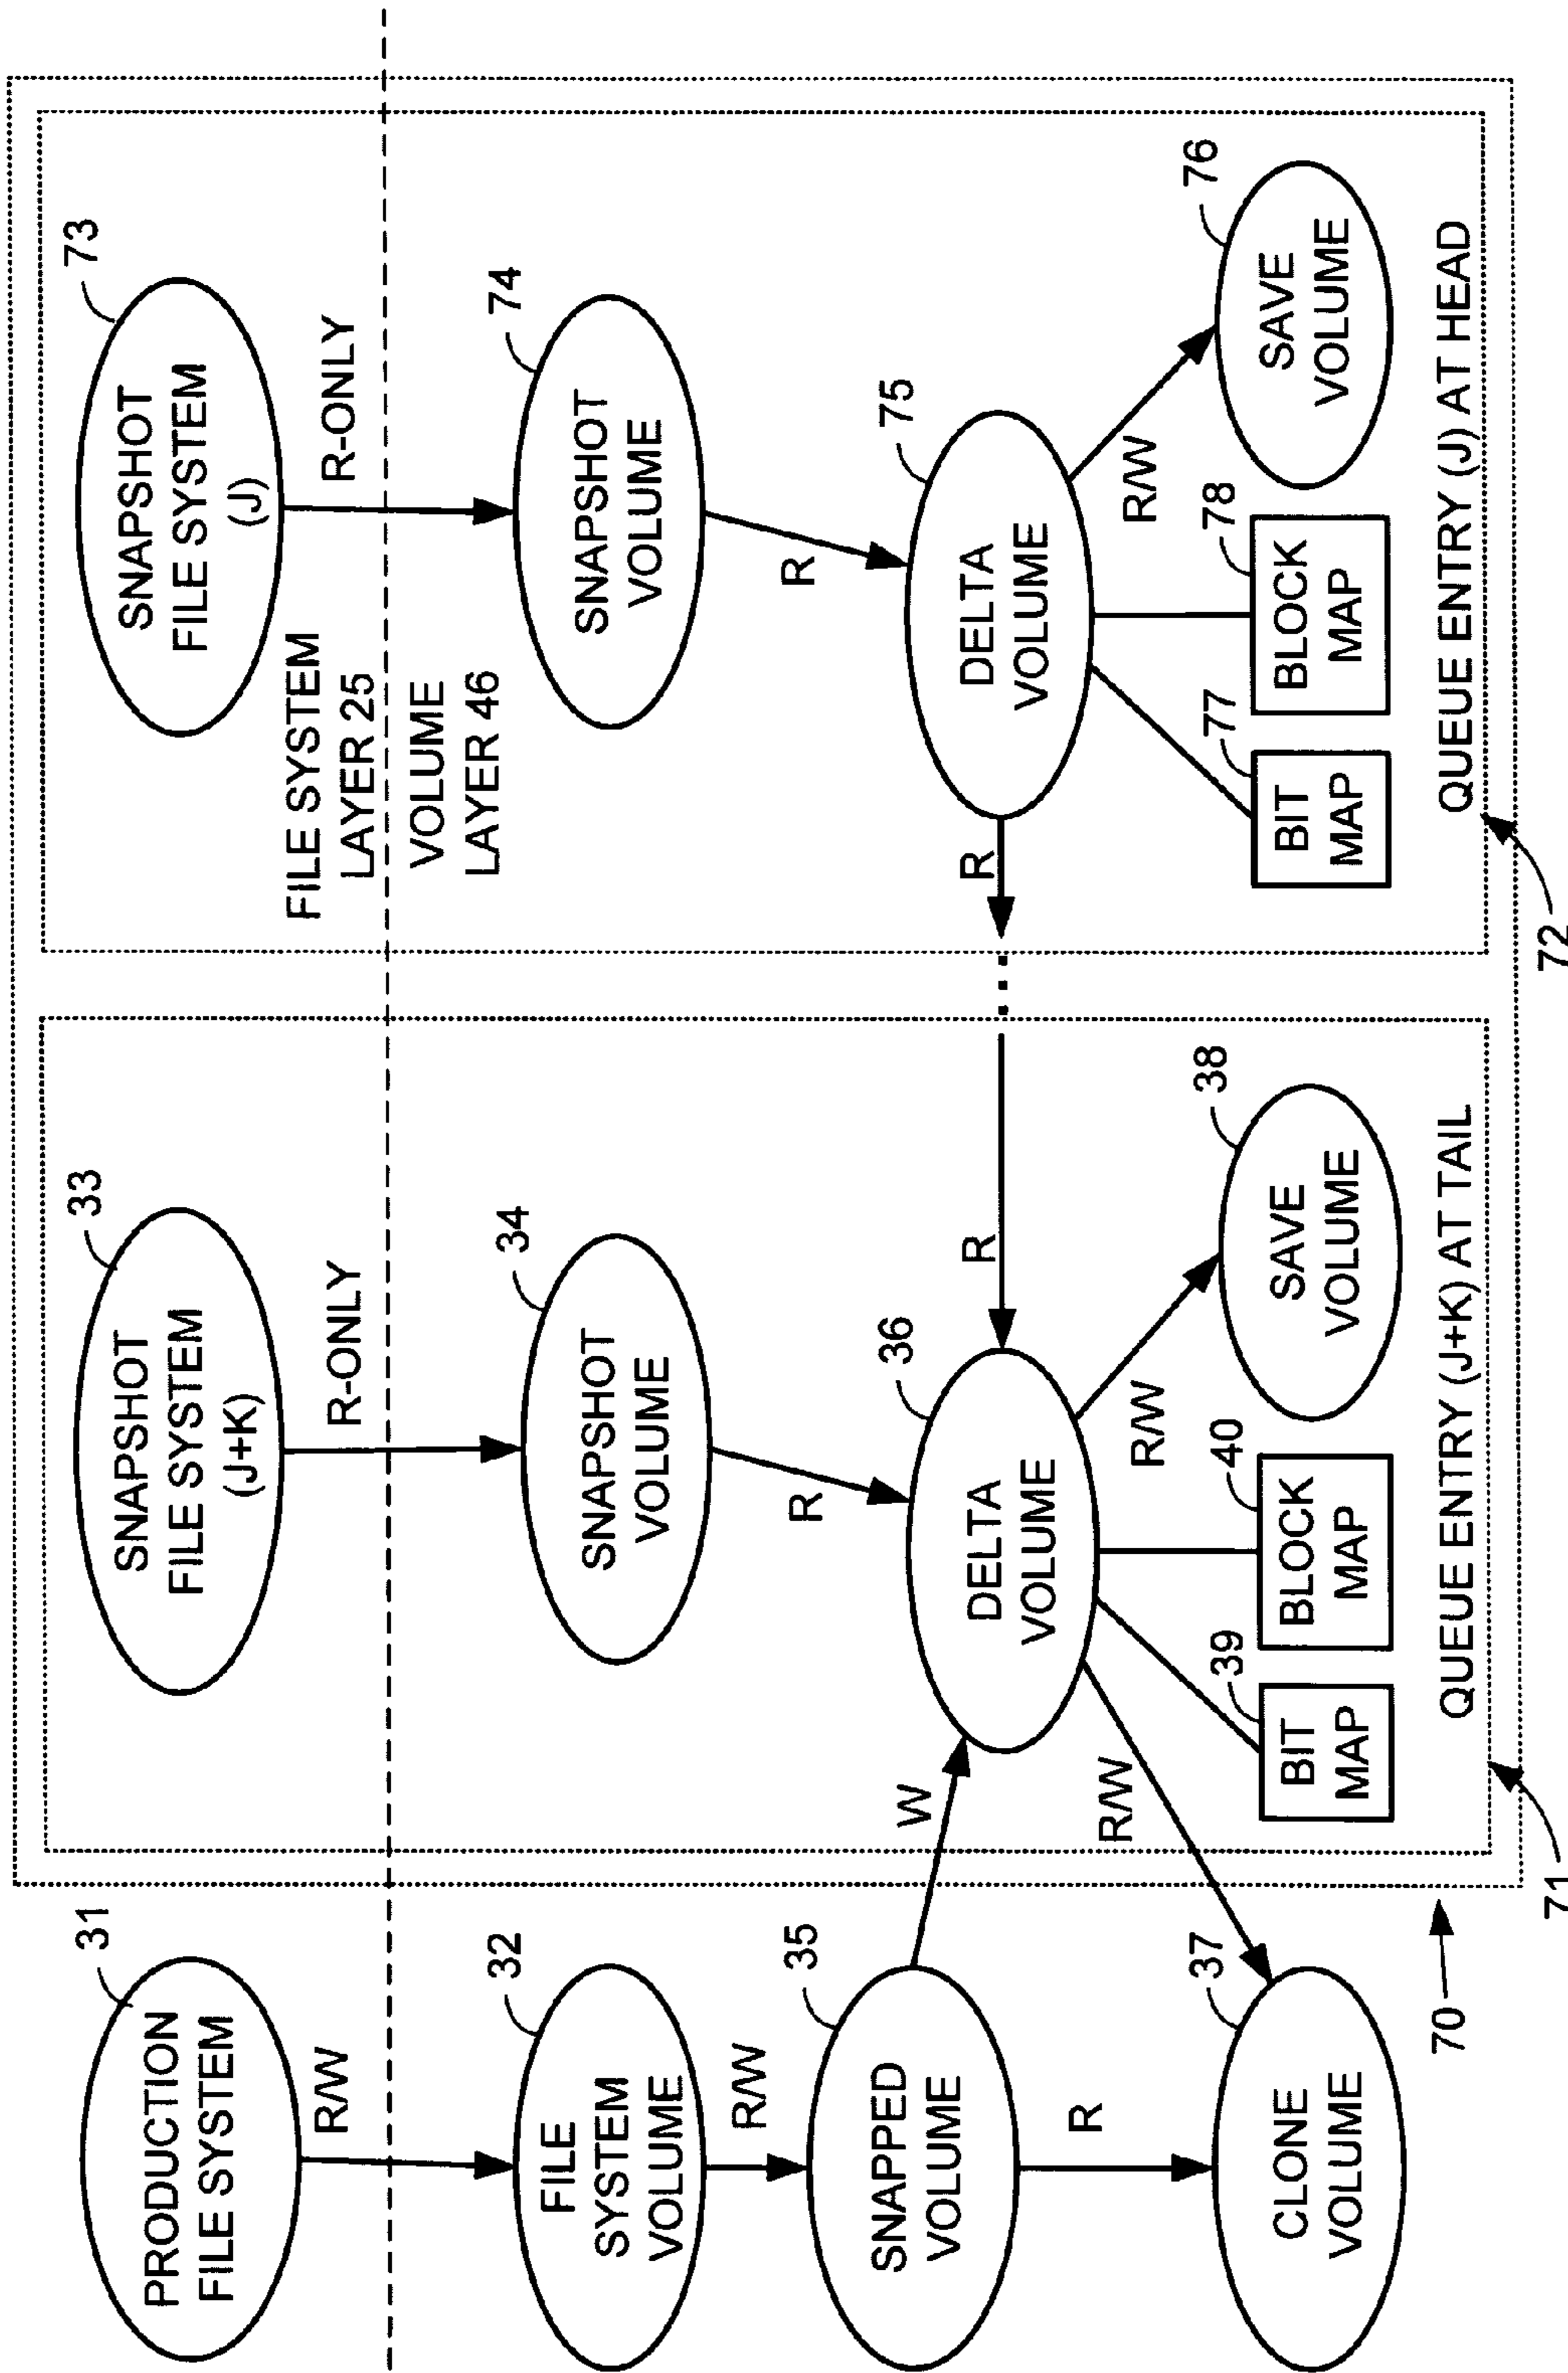 31
PRODUCTION
FILE SYSTEM
R/W
32
FILE
SYSTEM
VOLUME
R/W
35
SNAPPED
VOLUME
W
R
37
CLONE
VOLUME
R/W
70
33
SNAPSHOT
FILE SYSTEM
(J+K)
R-ONLY
34
SNAPSHOT
VOLUME
R
36
DELTA
VOLUME
R
R/W
38
SAVE
VOLUME
39
BIT
MAP
40
BLOCK
MAP
QUEUE ENTRY (J+K) AT TAIL
71
73
SNAPSHOT
FILE SYSTEM
(J)
R-ONLY
FILE SYSTEM
LAYER 25
VOLUME
LAYER 46
74
SNAPSHOT
VOLUME
R
75
DELTA
VOLUME
R
R/W
76
SAVE
VOLUME
77
BIT
MAP
78
BLOCK
MAP
QUEUE ENTRY (J) AT HEAD
72